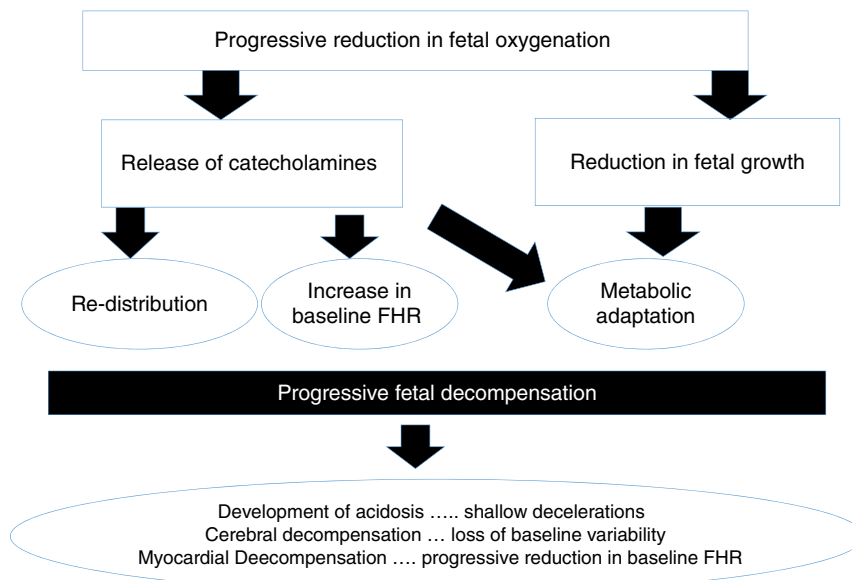 Progressive reduction in fetal oxygenation
Release of catecholamines
Reduction in fetal growth
Re-distribution
Increase in
baseline FHR
Metabolic
adaptation
Progressive fetal decompensation
Development of acidosis ..... shallow decelerations
Cerebral decompensation ... loss of baseline variability
Myocardial Deecompensation .... progressive reduction in baseline FHR